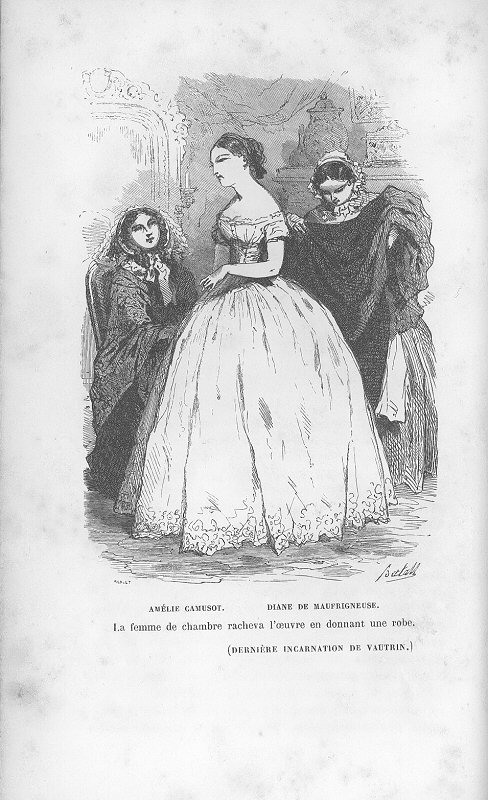 Bertall
AMÉLIE CAMUSOT. DIANE DE MAUFRIGNEUSE.
La femme de chambre racheva l'œuvre en donnant une robe.
(DERNIÈRE INCARNATION DE VAUTRIN.)